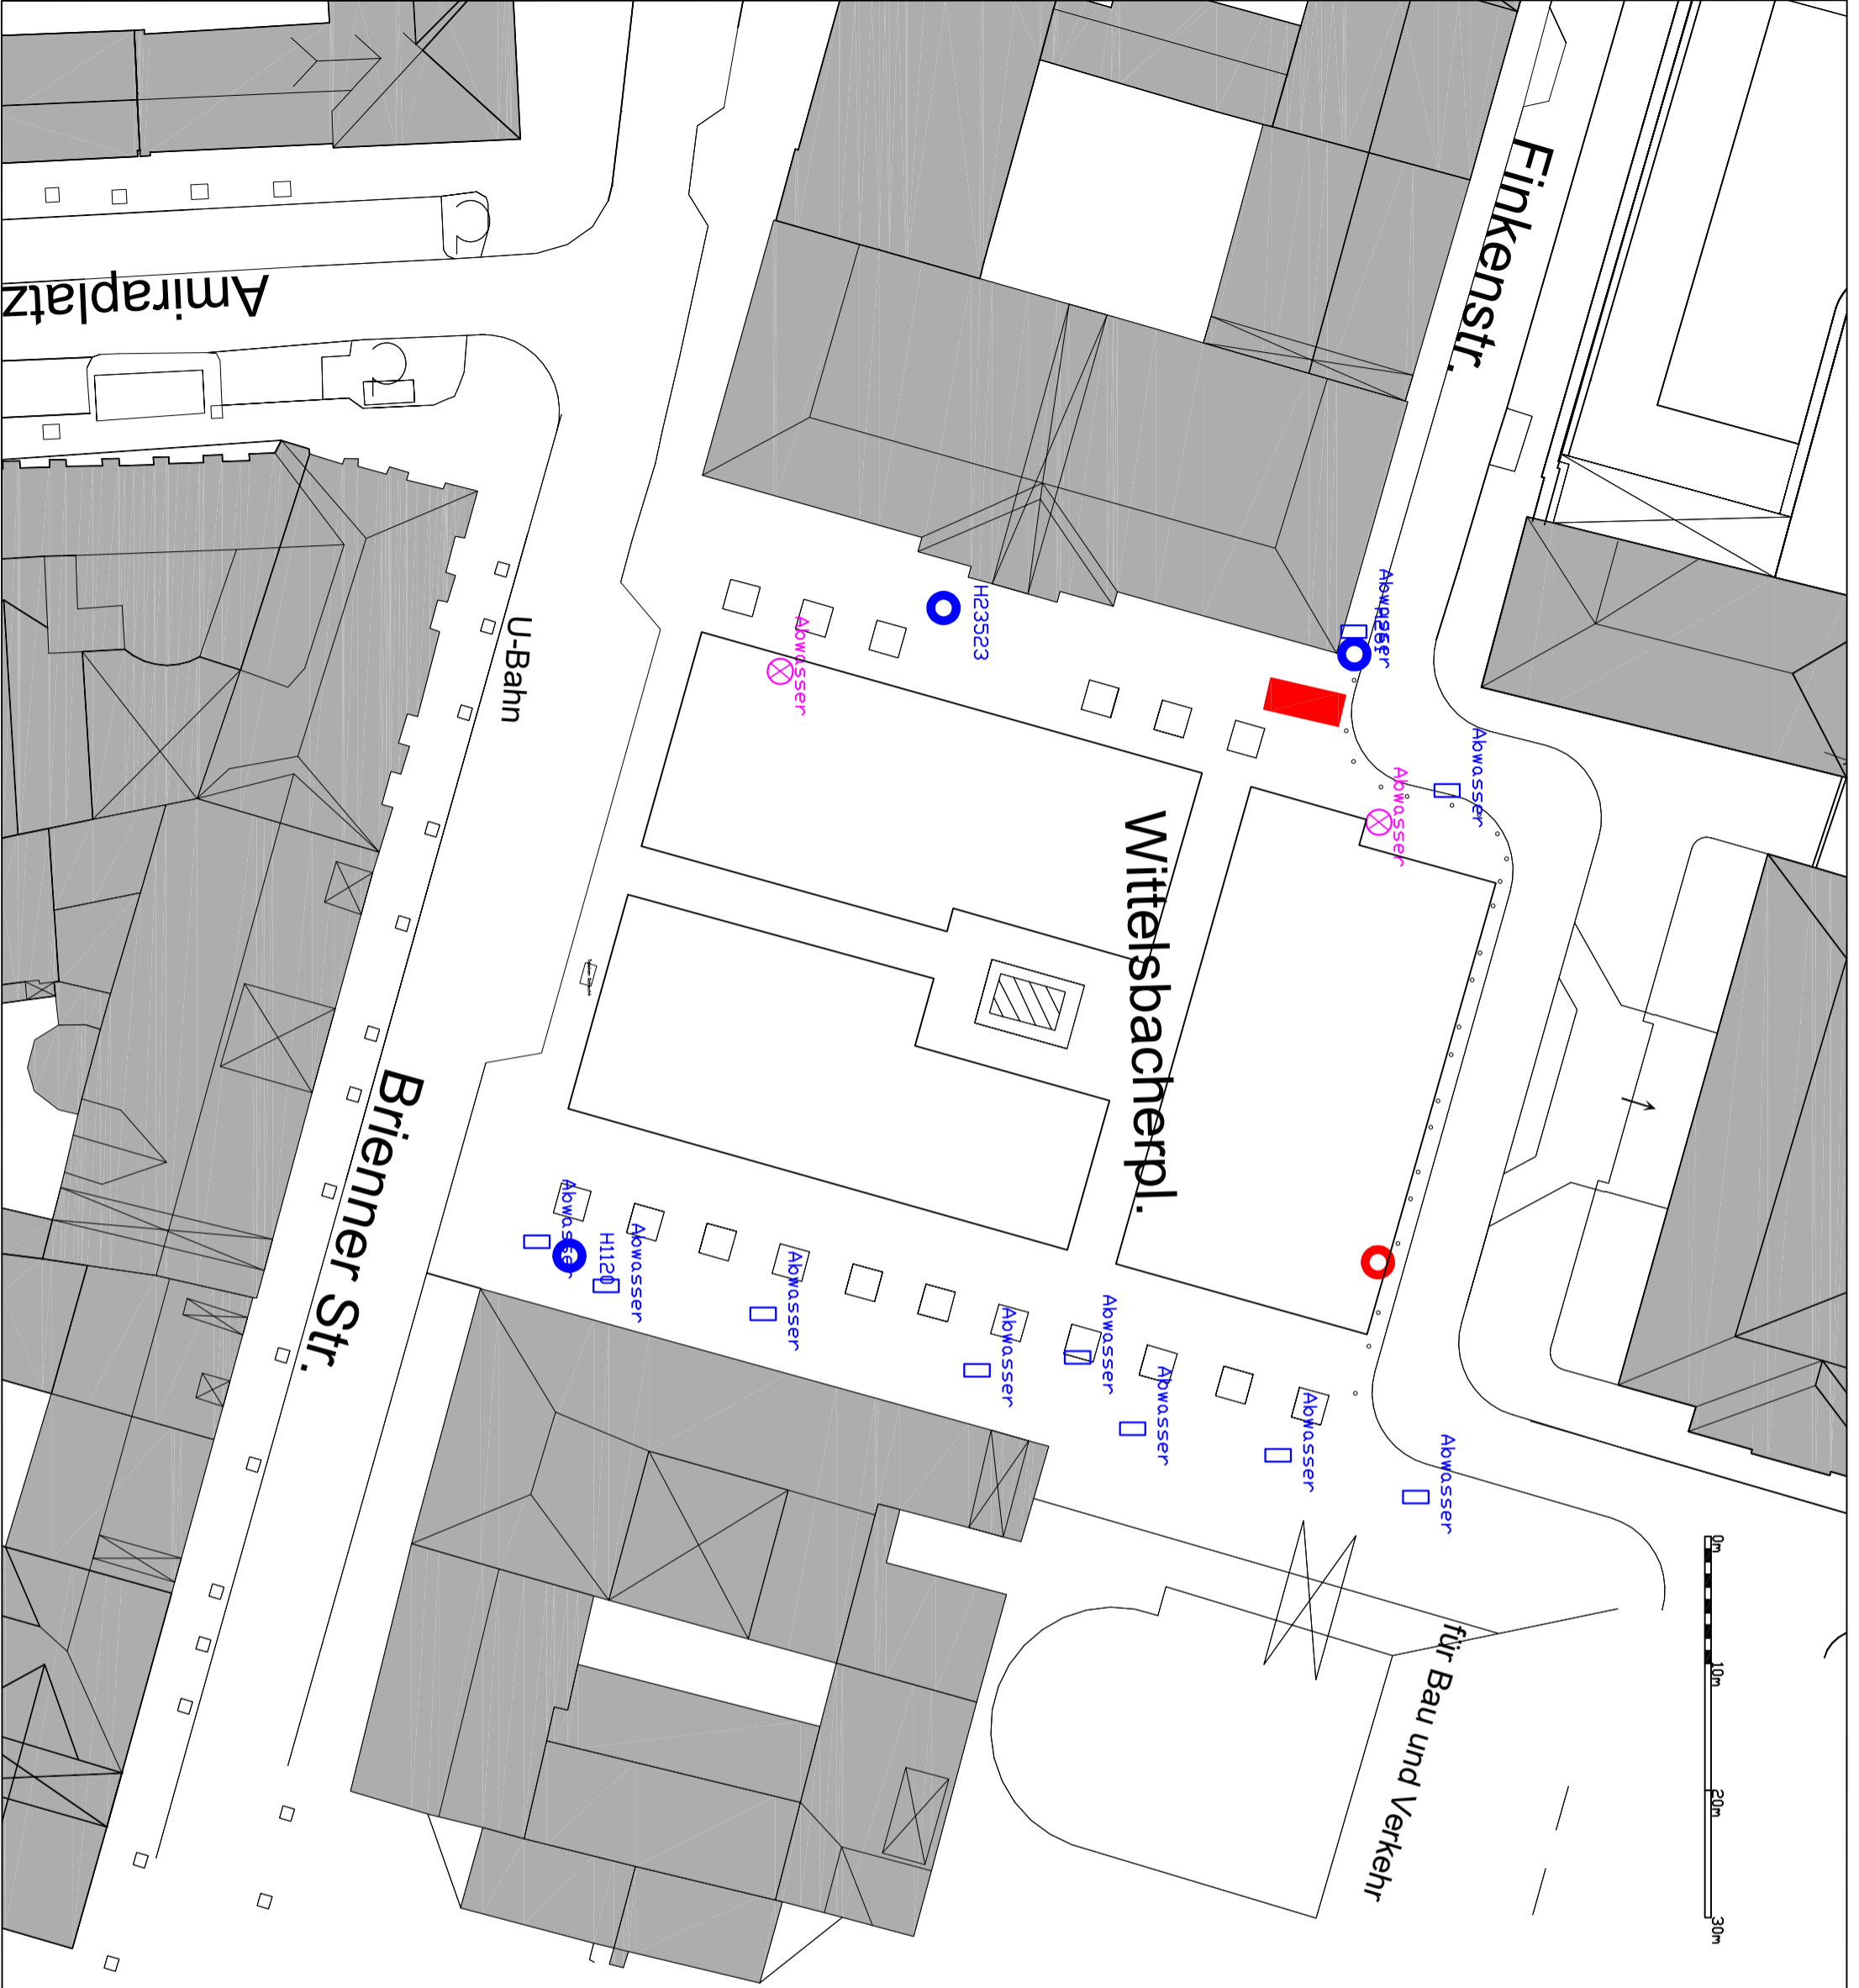 Finkenstr.
Amiraplatz
H23523
Abwasser
Abwasser
U-Bahn
Abwasser
Abwasser
Abwasser
Wittelsbacherpl.
Brienner Str.
Abwasser
H1120
Abwasser
Abwasser
Abwasser
Abwasser
Abwasser
Abwasser
Abwasser
0m
10m
20m
30m
für Bau und Verkehr